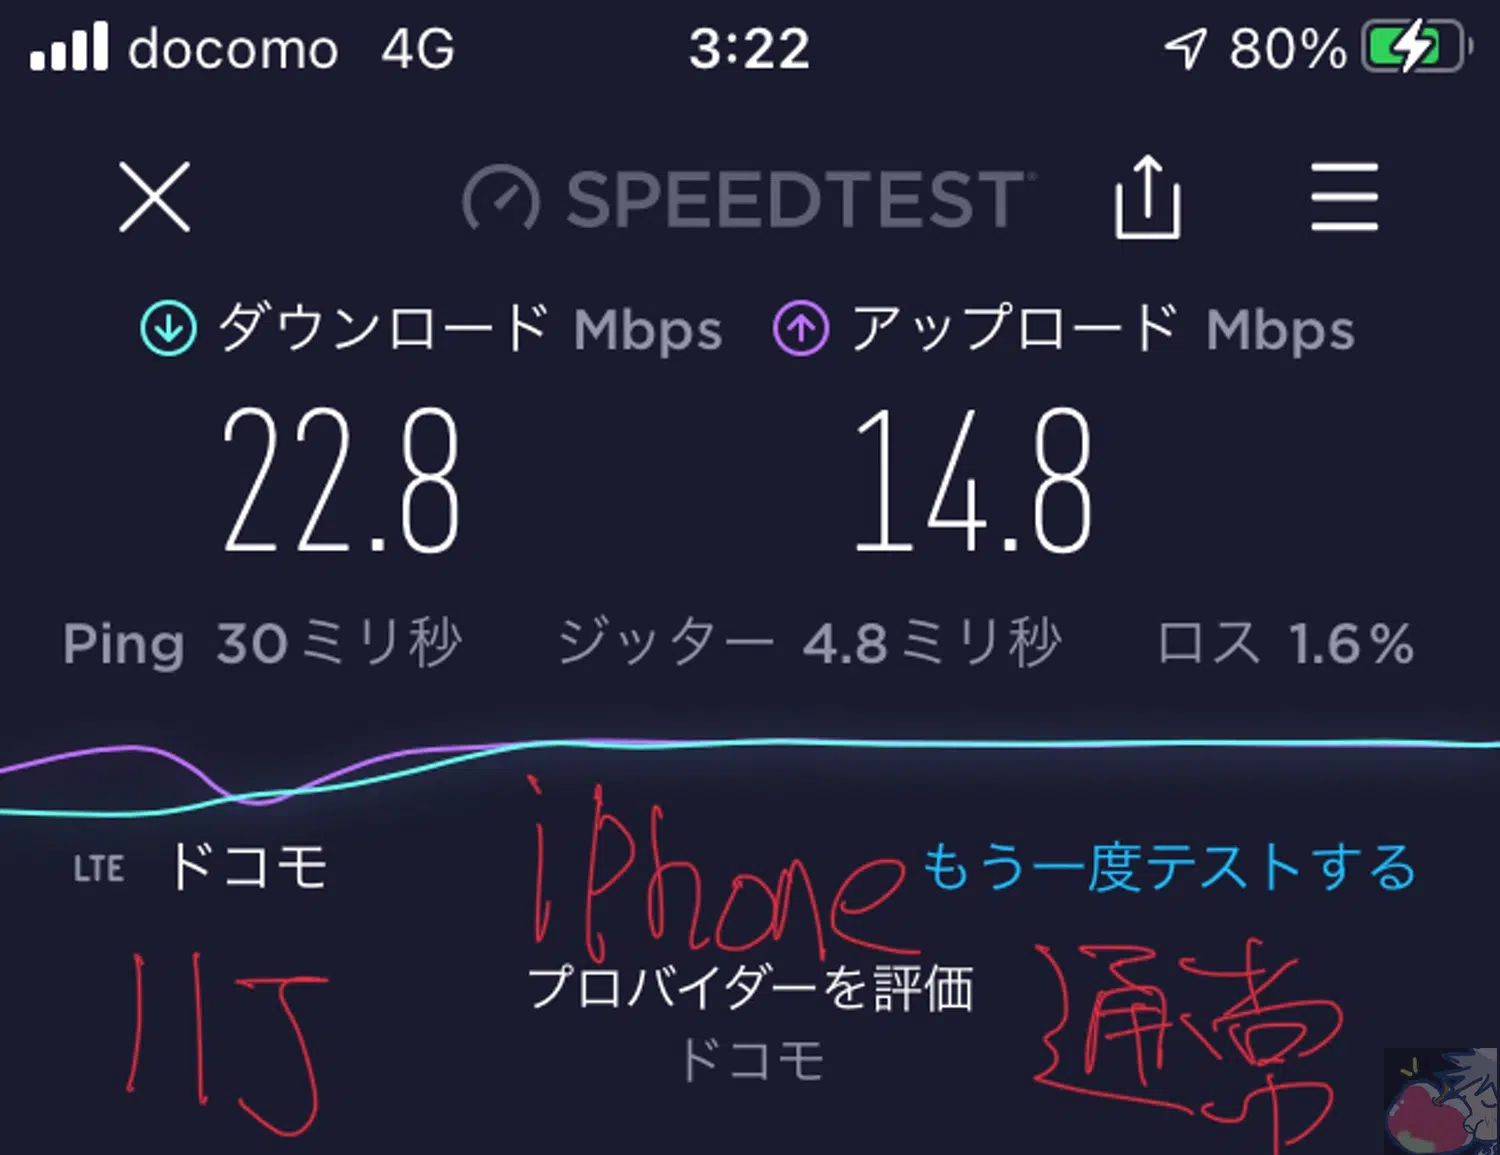 docomo 4G 3:22 80%
SPEEDTEST
ダウンロード Mbps アップロード Mbps
22.8 14.8
Ping 30ミリ秒 ジッター 4.8ミリ秒 ロス 1.6%
LTE ドコモ iPhone もう一度テストする
IIJ プロバイダーを評価 通常
ドコモ